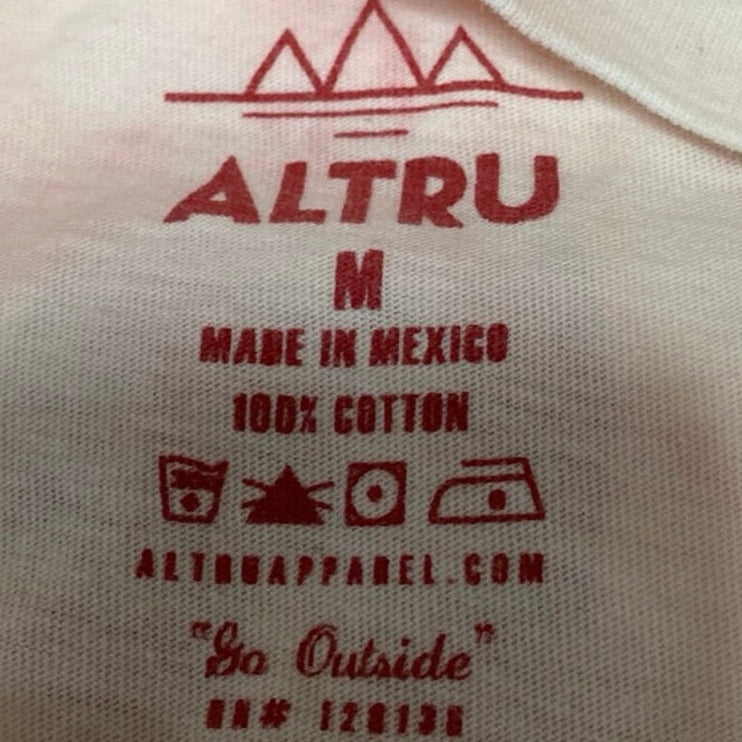 ALTRU
M
MADE IN MEXICO
100% COTTON
ALTRUAPPAREL.COM
"Go Outside"
RN#